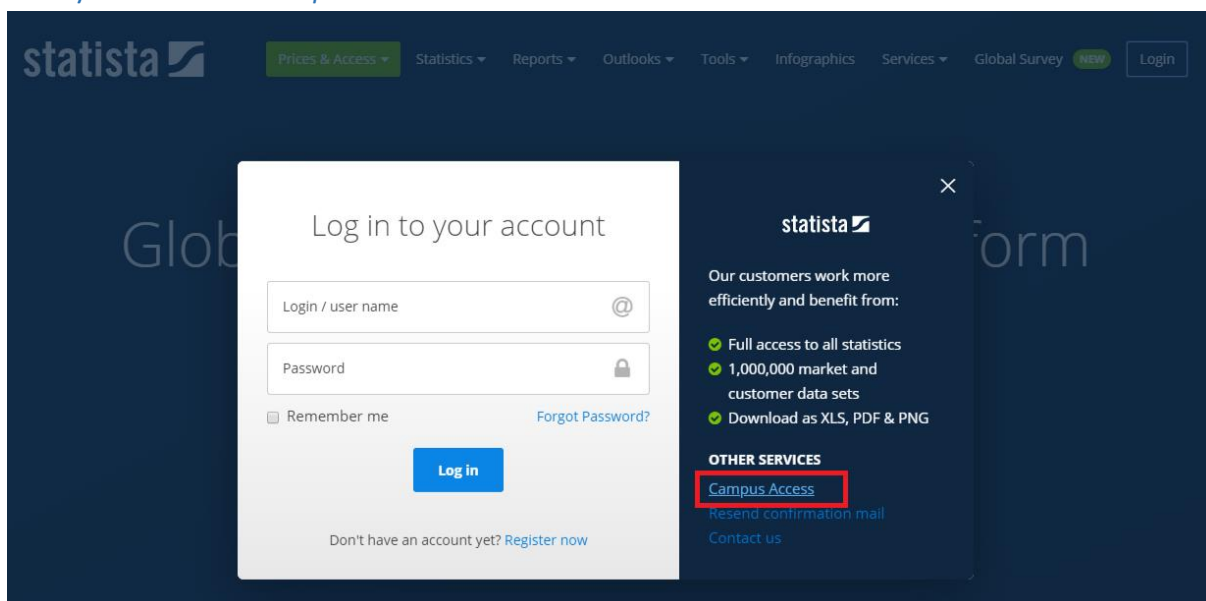 statista
Prices & Access Statistics Reports Outlooks Tools Infographics Services Global Survey NEW Login
Glob
form
Log in to your account
Login / user name @
Password
Remember me Forgot Password?
Log in
Don't have an account yet? Register now
statista
Our customers work more
efficiently and benefit from:
Full access to all statistics
1,000,000 market and
customer data sets
Download as XLS, PDF & PNG
OTHER SERVICES
Campus Access
Resend confirmation mail
Contact us